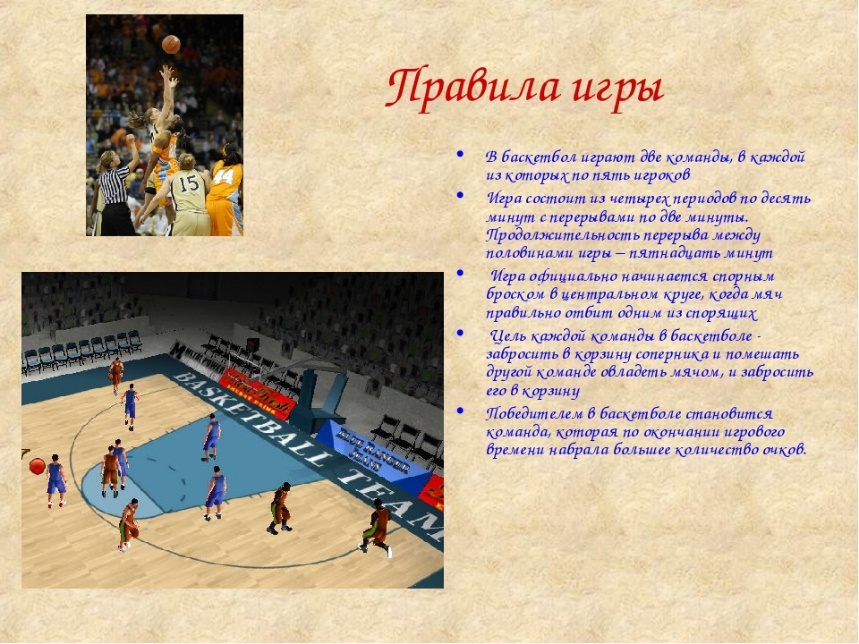 Правила игры
В баскетбол играют две команды, в каждой
из которых по пять игроков
Игра состоит из четырех периодов по десять
минут с перерывами по две минуты.
Продолжительность перерыва между
половинами игры – пятнадцать минут
Игра официально начинается спорным
броском в центральном круге, когда мяч
правильно отбит одним из спорящих
Цель каждой команды в баскетболе -
забросить в корзину соперника и помешать
другой команде овладеть мячом, и забросить
его в корзину
Победителем в баскетболе становится
команда, которая по окончании игрового
времени набрала большее количество очков.
15
44
BASKETBALL TEAM